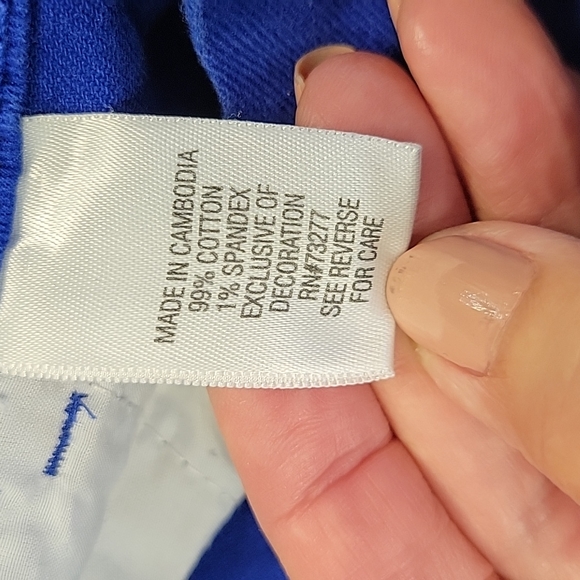 MADE IN CAMBODIA
99% COTTON
1% SPANDEX
EXCLUSIVE OF
DECORATION
RN#73277
SEE REVERSE
FOR CARE